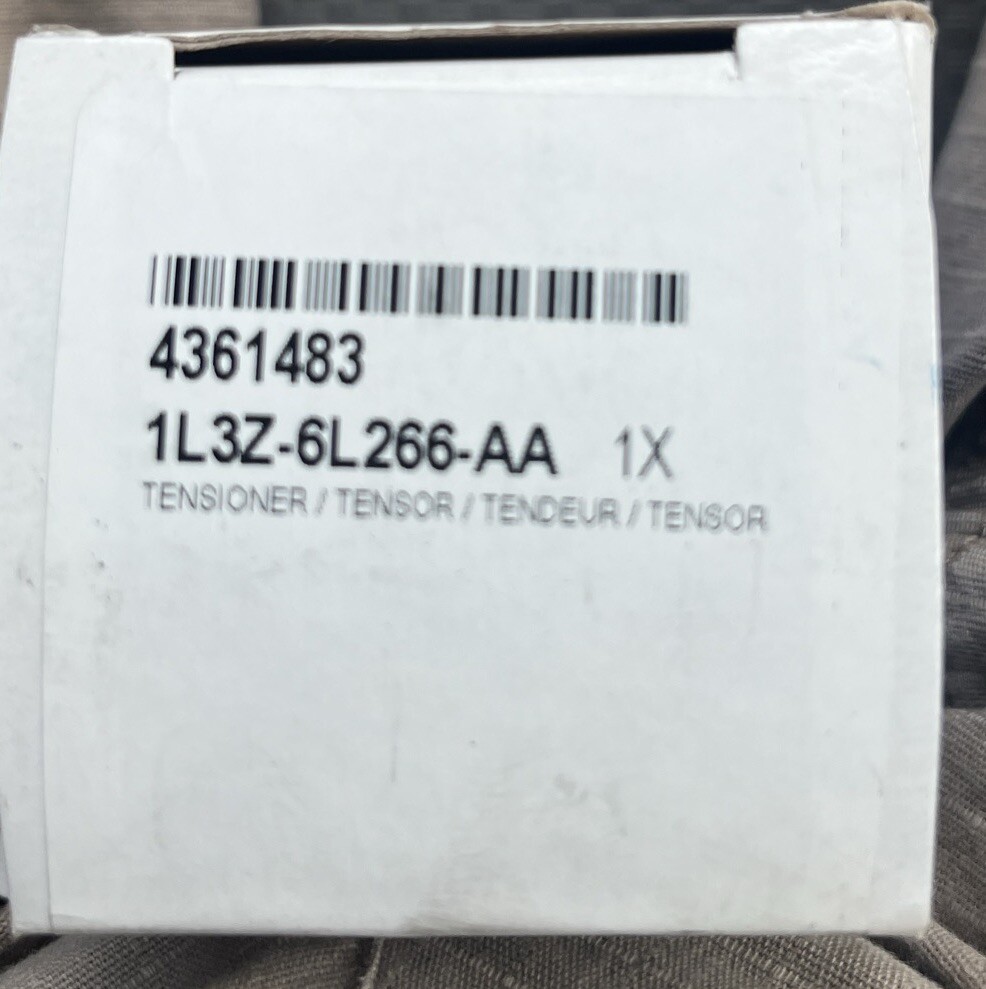 4361483
1L3Z-6L266-AA 1X
TENSIONER / TENSOR / TENDEUR / TENSOR